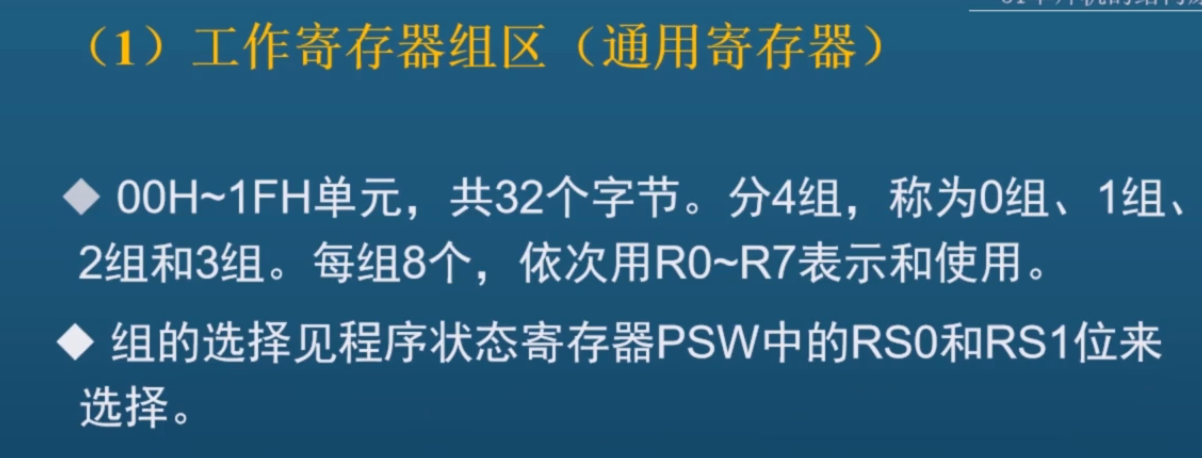 （1）工作寄存器组区（通用寄存器）
00H~1FH单元，共32个字节。分4组，称为0组、1组、
2组和3组。每组8个，依次用R0~R7表示和使用。
组的选择见程序状态寄存器PSW中的RS0和RS1位来
选择。